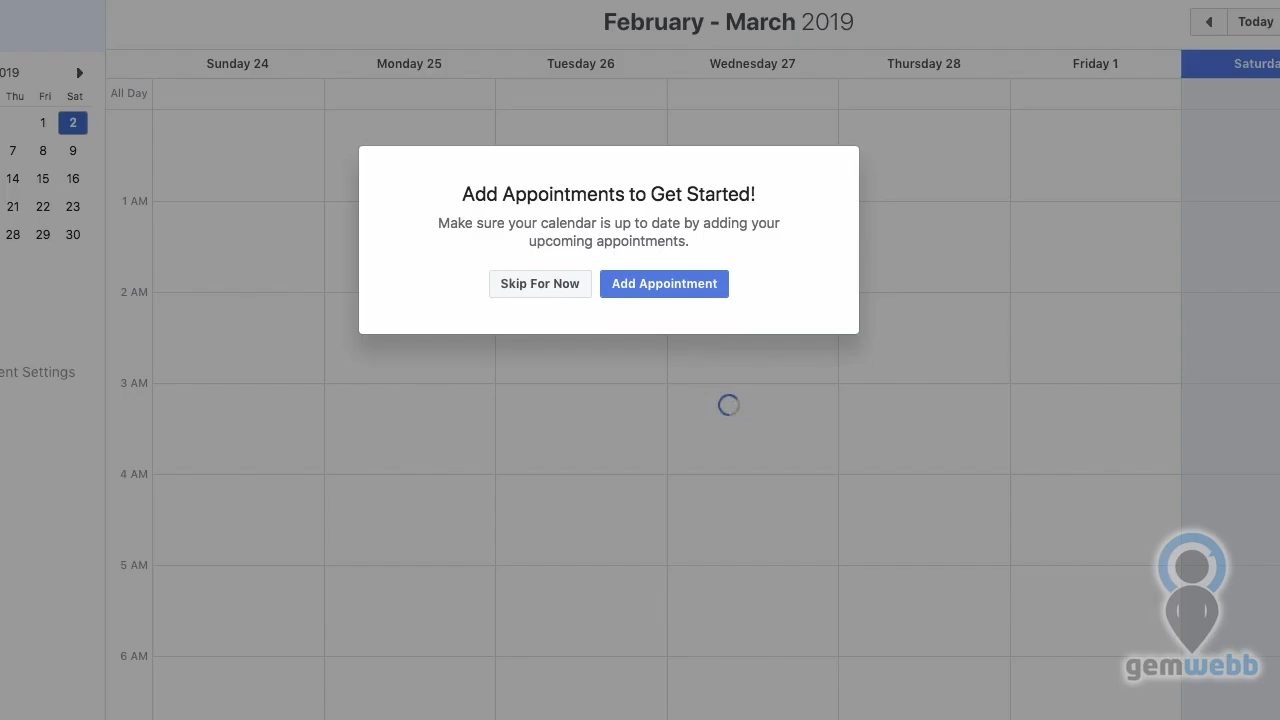 February - March 2019
Today
Sunday 24
Monday 25
Tuesday 26
Wednesday 27
Thursday 28
Friday 1
Saturda
019
Thu Fri Sat
1 2
7 8 9
14 15 16
21 22 23
28 29 30
ent Settings
All Day
1 AM
2 AM
3 AM
4 AM
5 AM
6 AM
Add Appointments to Get Started!
Make sure your calendar is up to date by adding your
upcoming appointments.
Skip For Now
Add Appointment
gemwebb